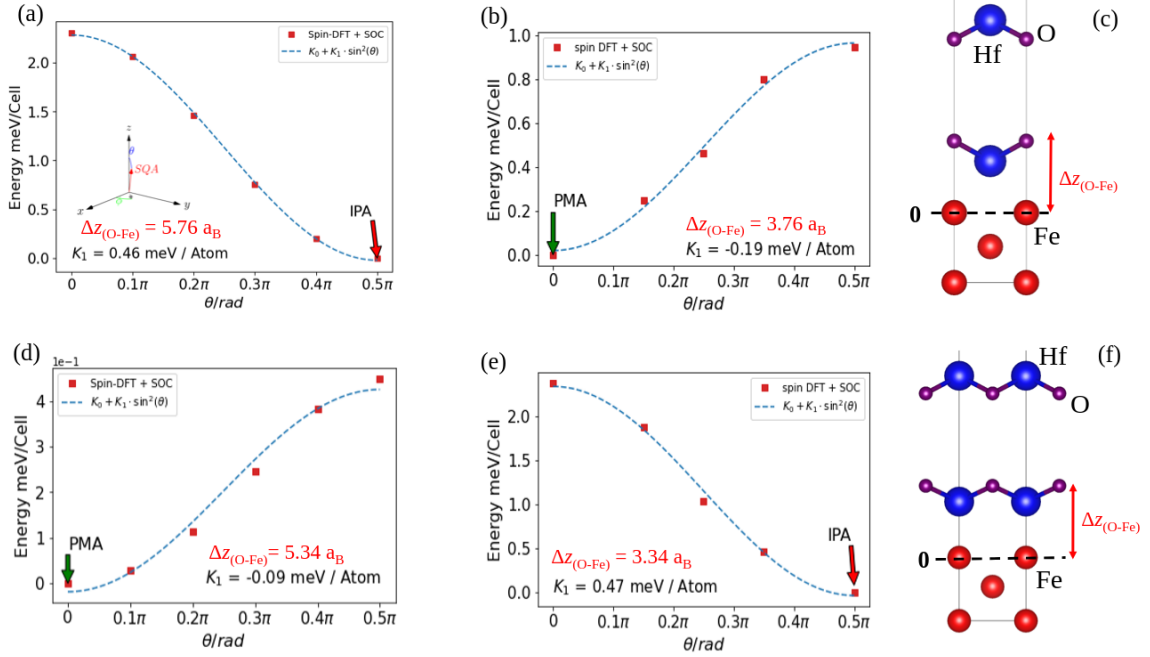 (a)
Energy meV/Cell
2.0
1.5
1.0
0.5
0.0
Spin-DFT + SOC
K₀ + K₁ · sin²(θ)
z
θ
SQA
x
y
Δz(O-Fe) = 5.76 aB
K₁ = 0.46 meV / Atom
IPA
0 0.1π 0.2π 0.3π 0.4π 0.5π
θ/rad
(b)
Energy meV/Cell
1.0
0.8
0.6
0.4
0.2
0.0
spin DFT + SOC
K₀ + K₁ · sin²(θ)
PMA
Δz(O-Fe) = 3.76 aB
K₁ = -0.19 meV / Atom
0 0.1π 0.2π 0.3π 0.4π 0.5π
θ/rad
(c)
O
Hf
Δz(O-Fe)
0
Fe
(d)
1e−1
Energy meV/Cell
4
3
2
1
0
Spin-DFT + SOC
K₀ + K₁ · sin²(θ)
PMA
Δz(O-Fe) = 5.34 aB
K₁ = -0.09 meV / Atom
0 0.1π 0.2π 0.3π 0.4π 0.5π
θ/rad
(e)
Energy meV/Cell
2.0
1.5
1.0
0.5
0.0
spin DFT + SOC
K₀ + K₁ · sin²(θ)
IPA
Δz(O-Fe) = 3.34 aB
K₁ = 0.47 meV / Atom
0 0.1π 0.2π 0.3π 0.4π 0.5π
θ/rad
(f)
Hf
O
Δz(O-Fe)
0
Fe